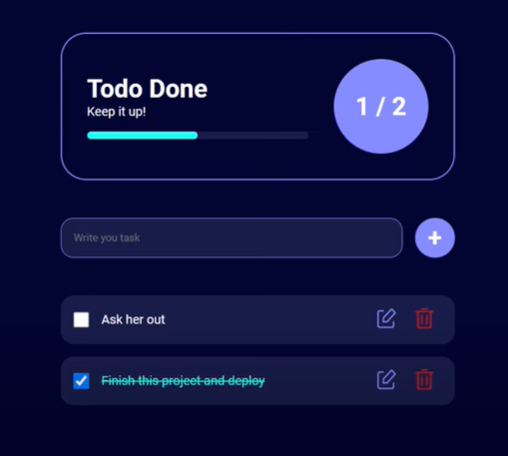 Todo Done
Keep it up!
1 / 2
Write you task
+
Ask her out
Finish this project and deploy